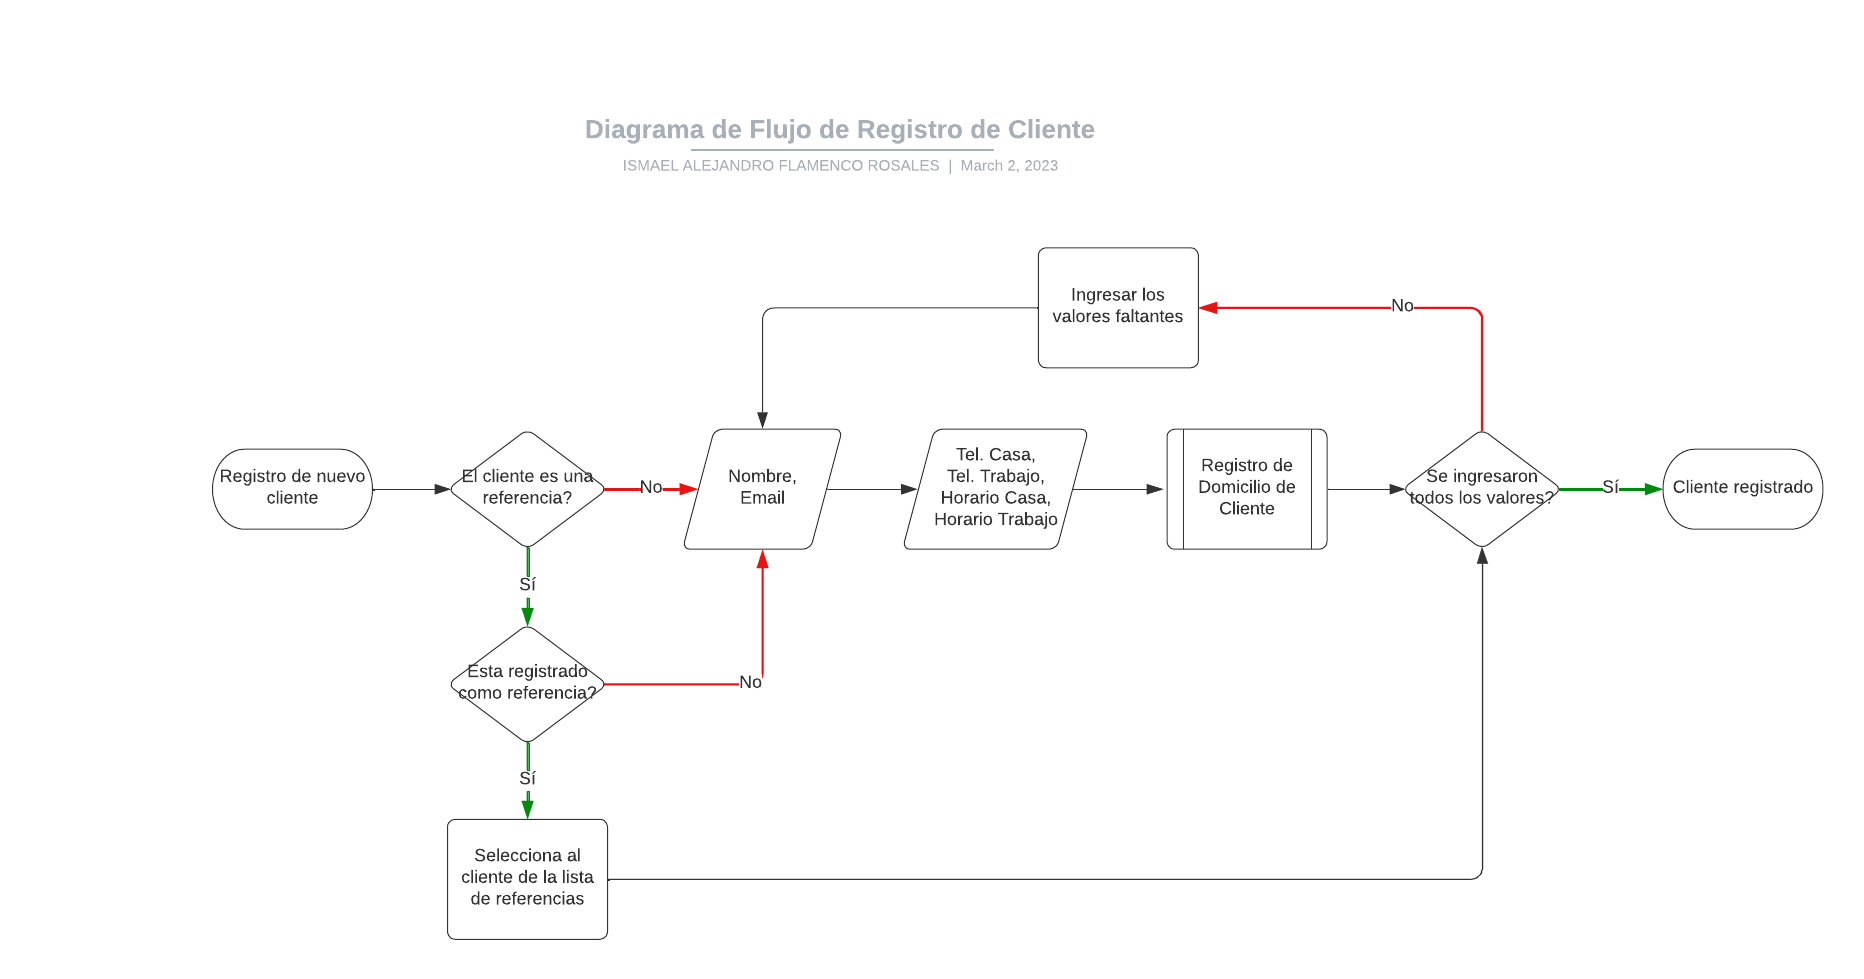 Diagrama de Flujo de Registro de Cliente
ISMAEL ALEJANDRO FLAMENCO ROSALES | March 2, 2023
Ingresar los
valores faltantes
No
Registro de nuevo
cliente
El cliente es una
referencia?
No
Nombre,
Email
Tel. Casa,
Tel. Trabajo,
Horario Casa,
Horario Trabajo
Registro de
Domicilio de
Cliente
Se ingresaron
todos los valores?
Sí
Cliente registrado
Sí
Esta registrado
como referencia?
No
Sí
Selecciona al
cliente de la lista
de referencias